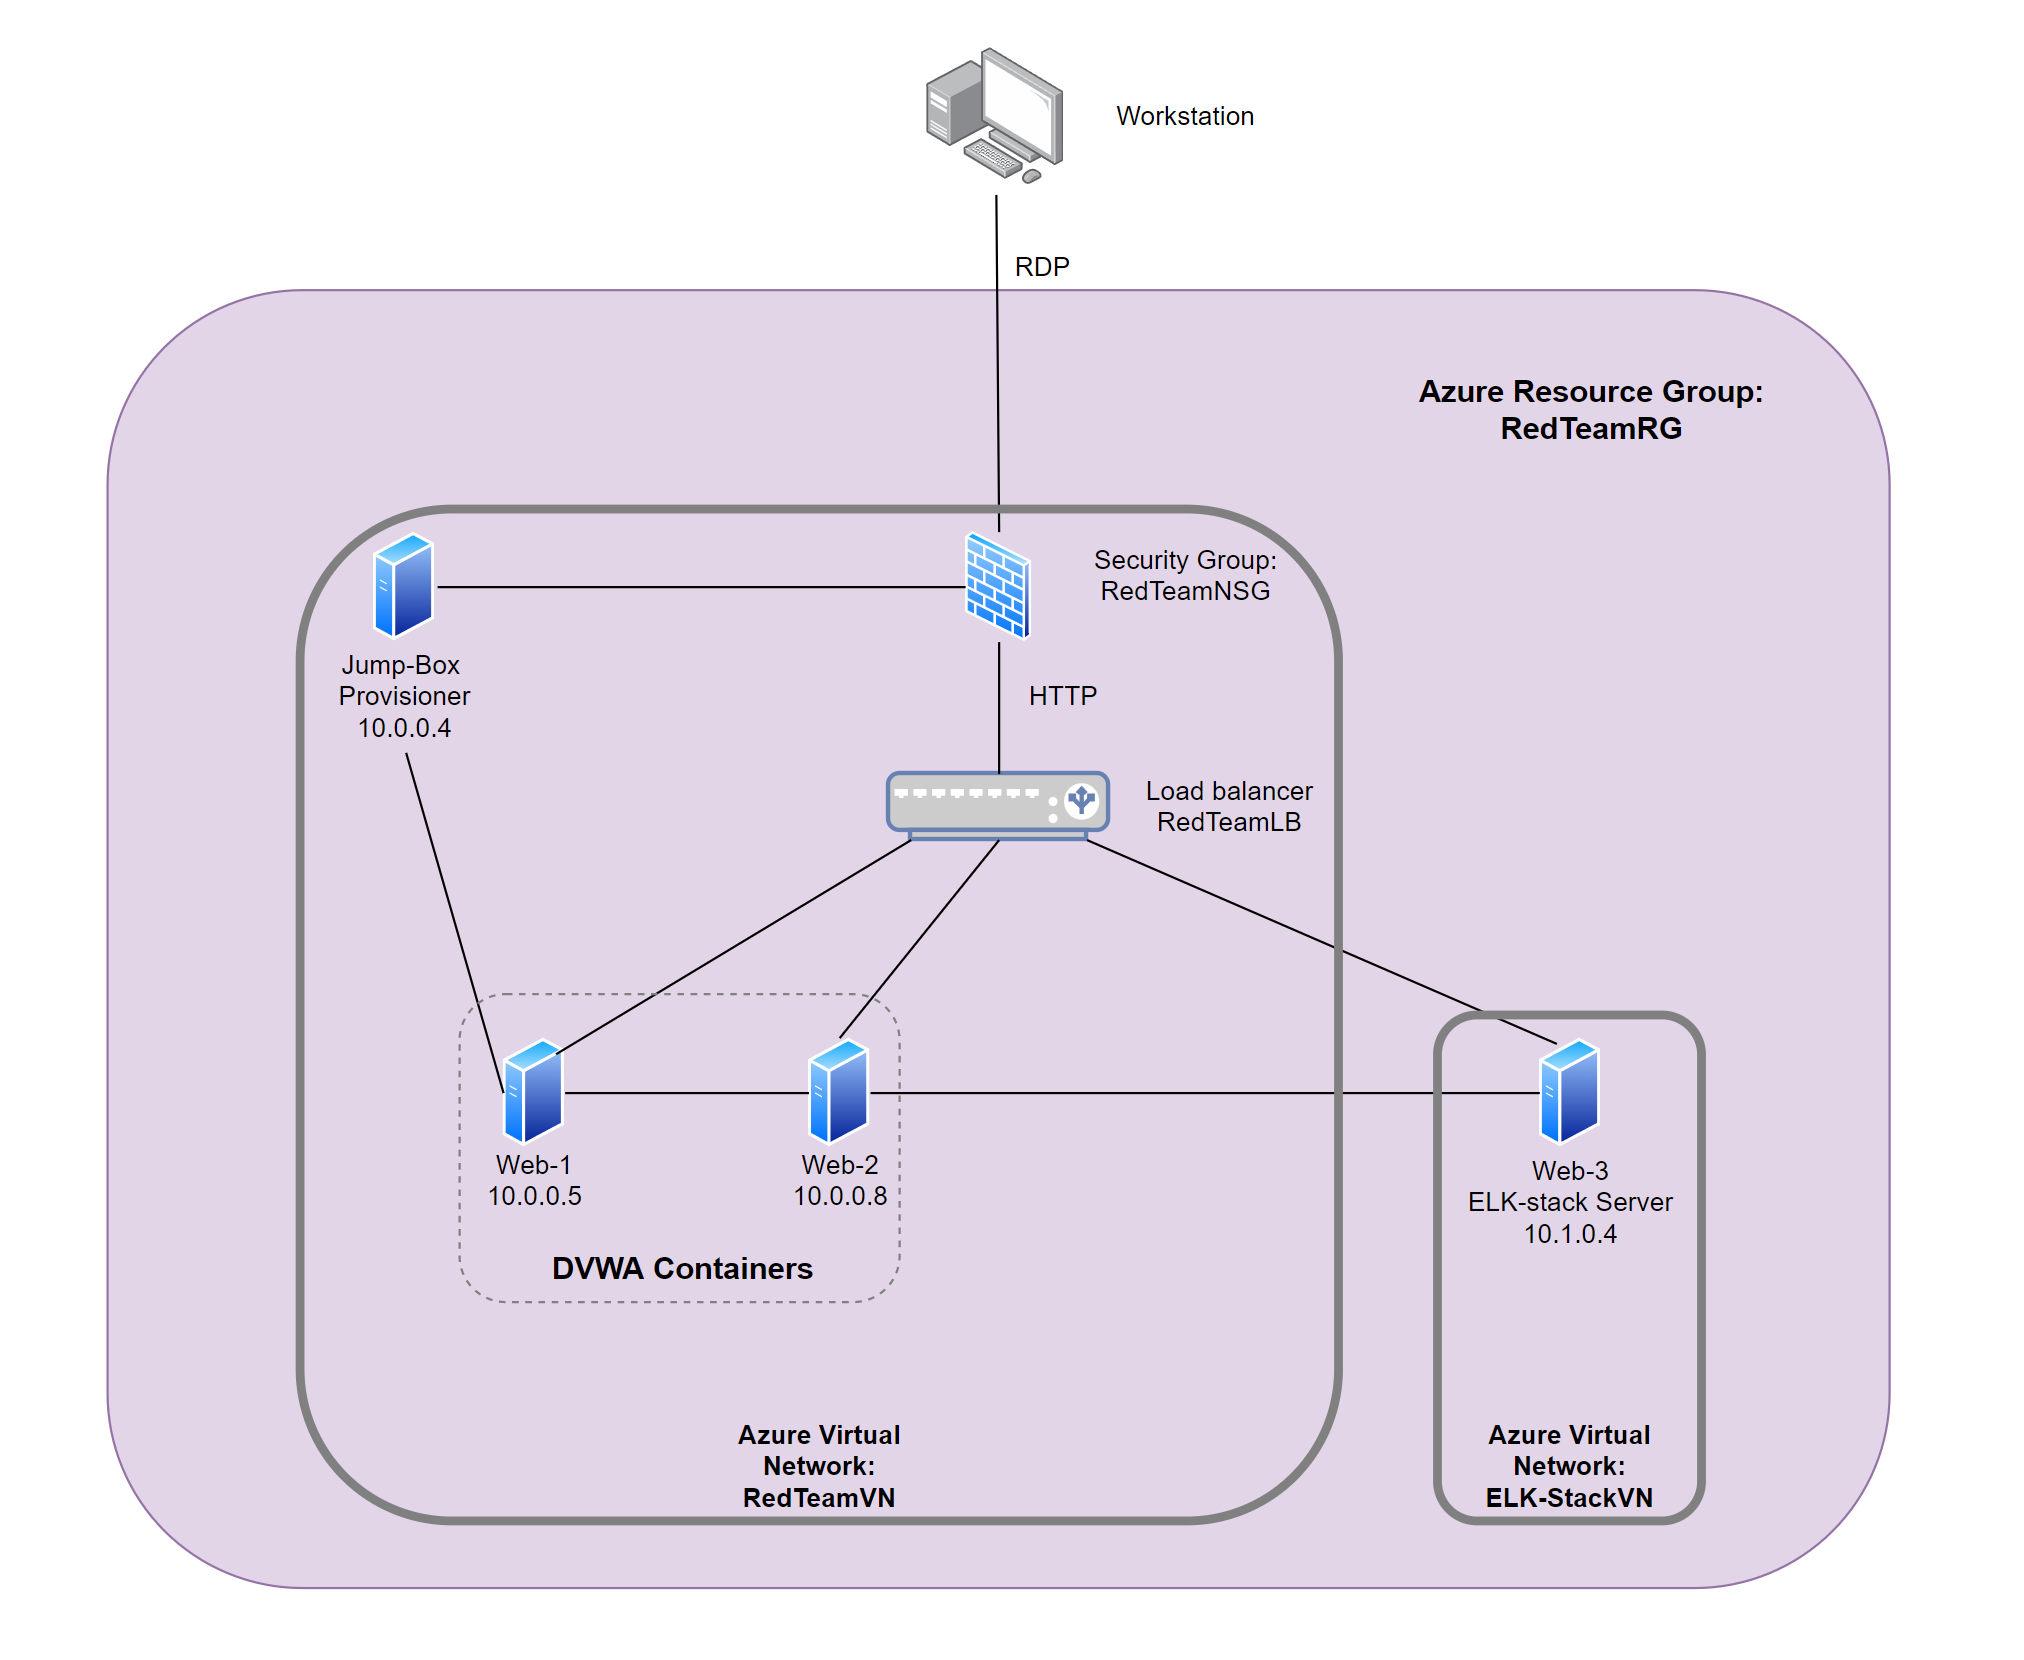 Workstation
RDP
Azure Resource Group:
RedTeamRG
Security Group:
RedTeamNSG
Jump-Box
Provisioner
10.0.0.4
HTTP
Load balancer
RedTeamLB
Web-1
10.0.0.5
Web-2
10.0.0.8
DVWA Containers
Web-3
ELK-stack Server
10.1.0.4
Azure Virtual
Network:
RedTeamVN
Azure Virtual
Network:
ELK-StackVN